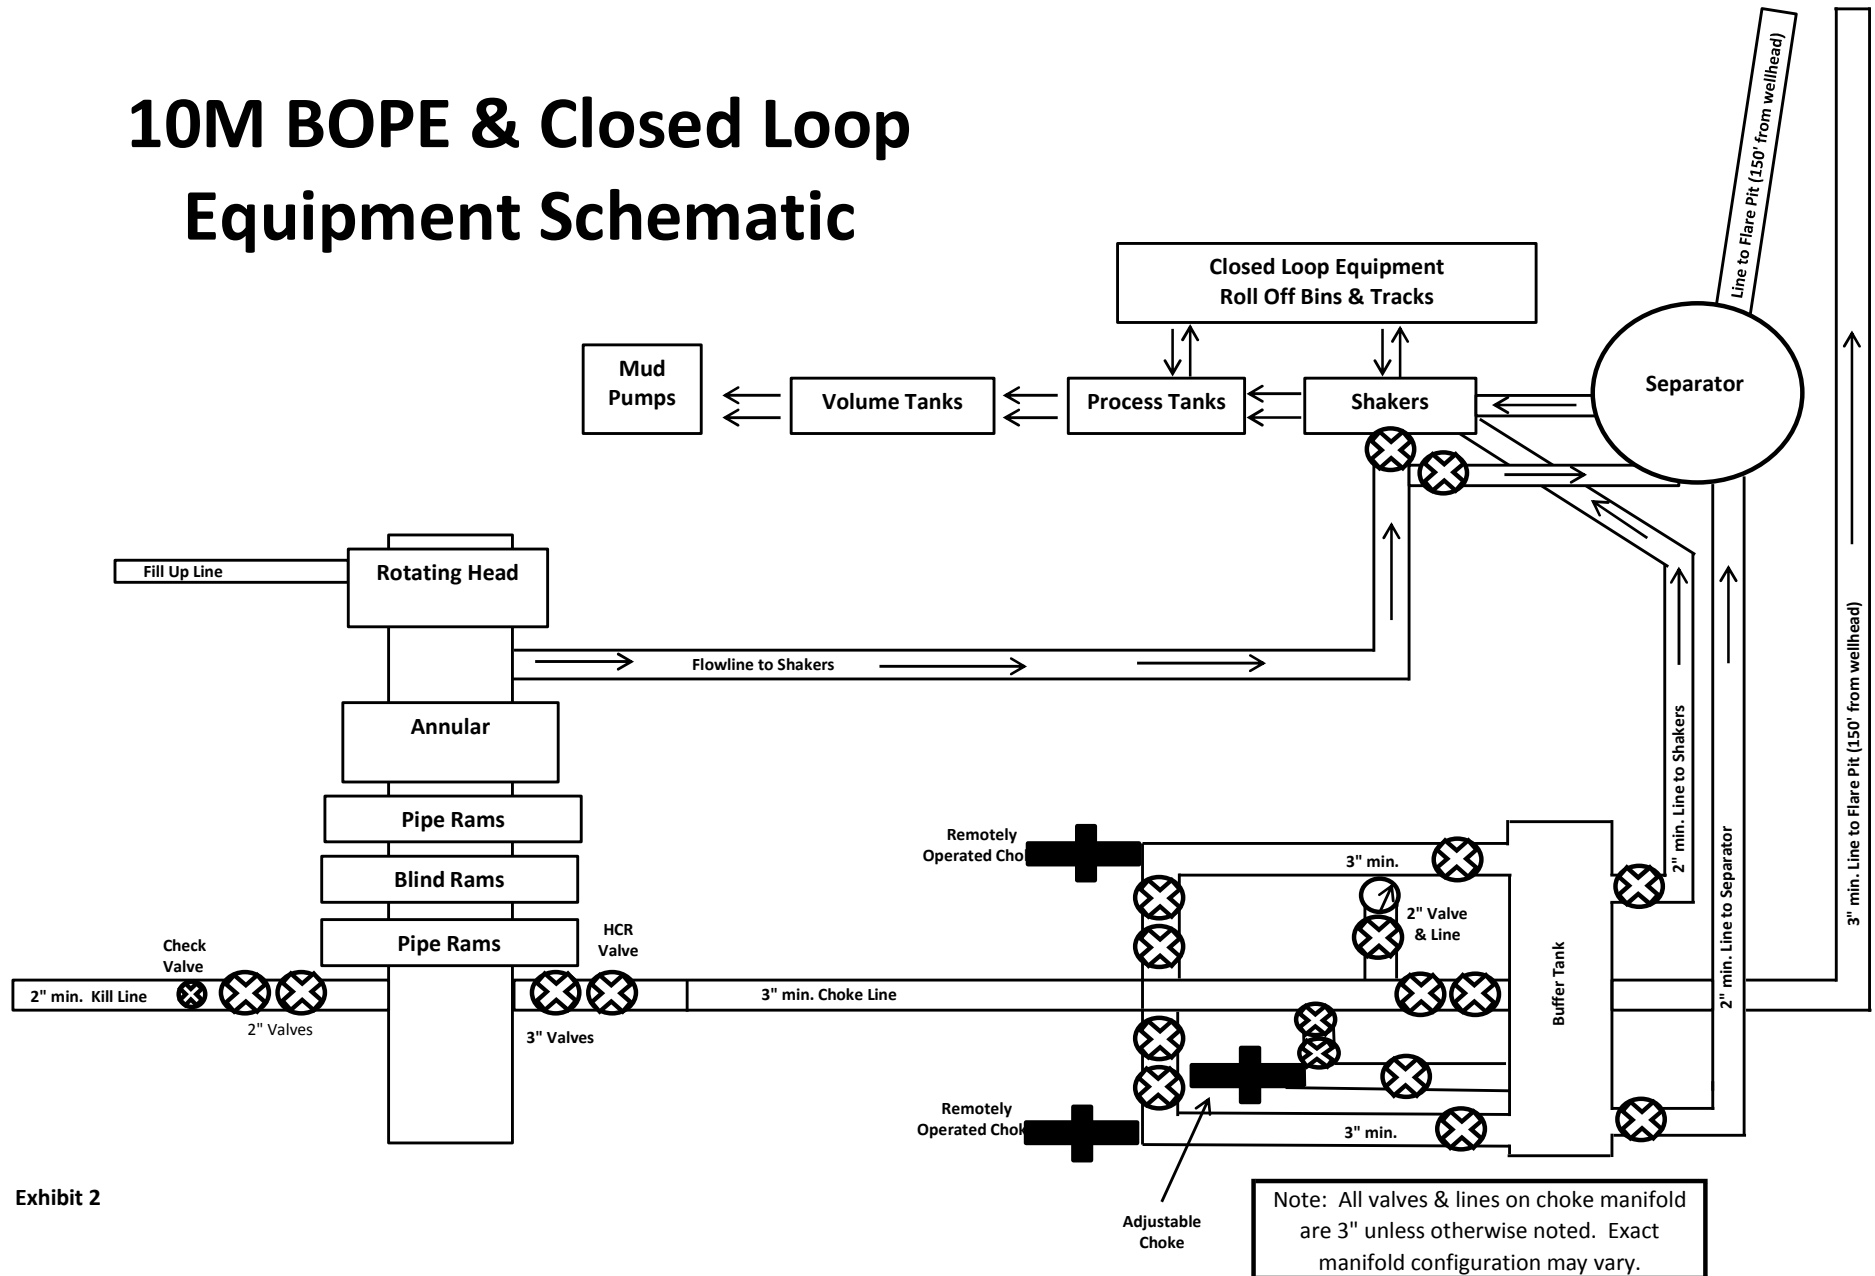 10M BOPE & Closed Loop
Equipment Schematic
Line to Flare Pit (150' from wellhead)
Closed Loop Equipment
Roll Off Bins & Tracks
Mud
Pumps
Volume Tanks
Process Tanks
Shakers
Separator
Fill Up Line
Rotating Head
Flowline to Shakers
Annular
Pipe Rams
Blind Rams
Pipe Rams
Check
Valve
HCR
Valve
2" min. Kill Line
2" Valves
3" Valves
3" min. Choke Line
Remotely
Operated Chok
3" min.
2" Valve
& Line
Buffer Tank
2" min. Line to Shakers
2" min. Line to Separator
3" min. Line to Flare Pit (150' from wellhead)
Remotely
Operated Chok
3" min.
Adjustable
Choke
Exhibit 2
Note: All valves & lines on choke manifold
are 3" unless otherwise noted. Exact
manifold configuration may vary.